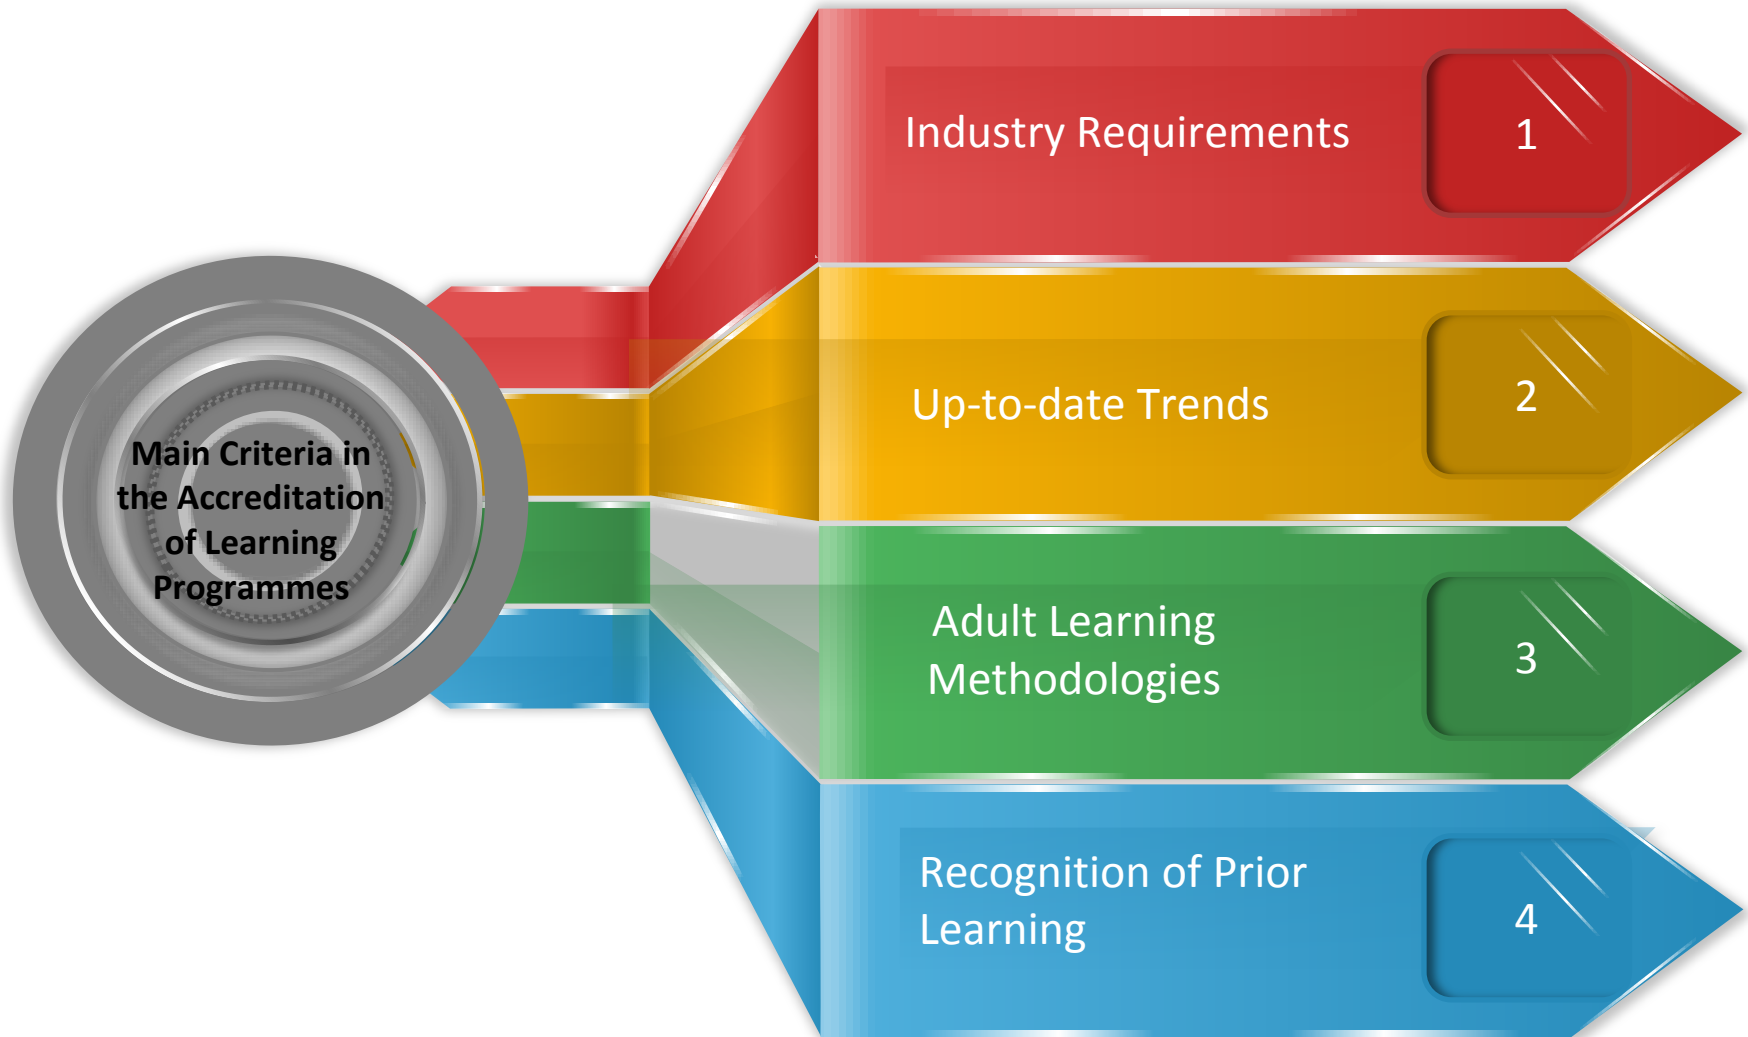 Main Criteria in
the Accreditation
of Learning
Programmes
Industry Requirements
1
Up-to-date Trends
2
Adult Learning
Methodologies
3
Recognition of Prior
Learning
4